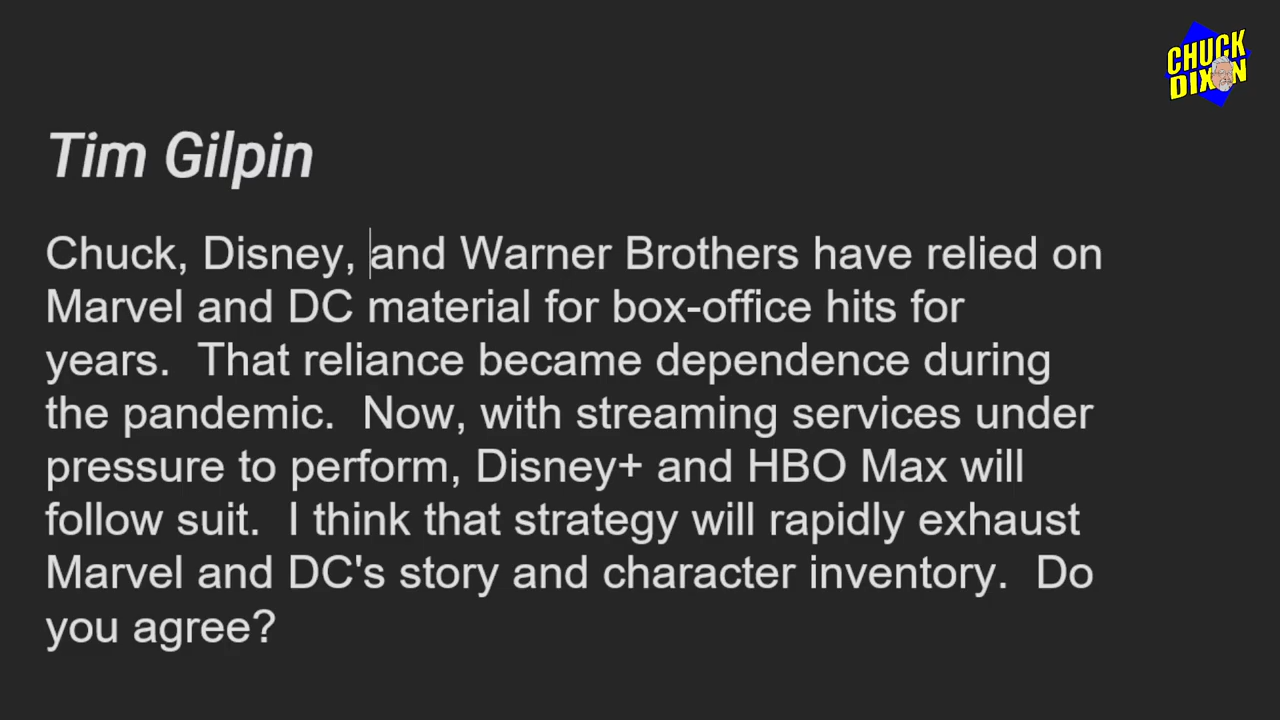 CHUCK
DIXON
Tim Gilpin
Chuck, Disney, and Warner Brothers have relied on
Marvel and DC material for box-office hits for
years.  That reliance became dependence during
the pandemic.  Now, with streaming services under
pressure to perform, Disney+ and HBO Max will
follow suit.  I think that strategy will rapidly exhaust
Marvel and DC's story and character inventory.  Do
you agree?